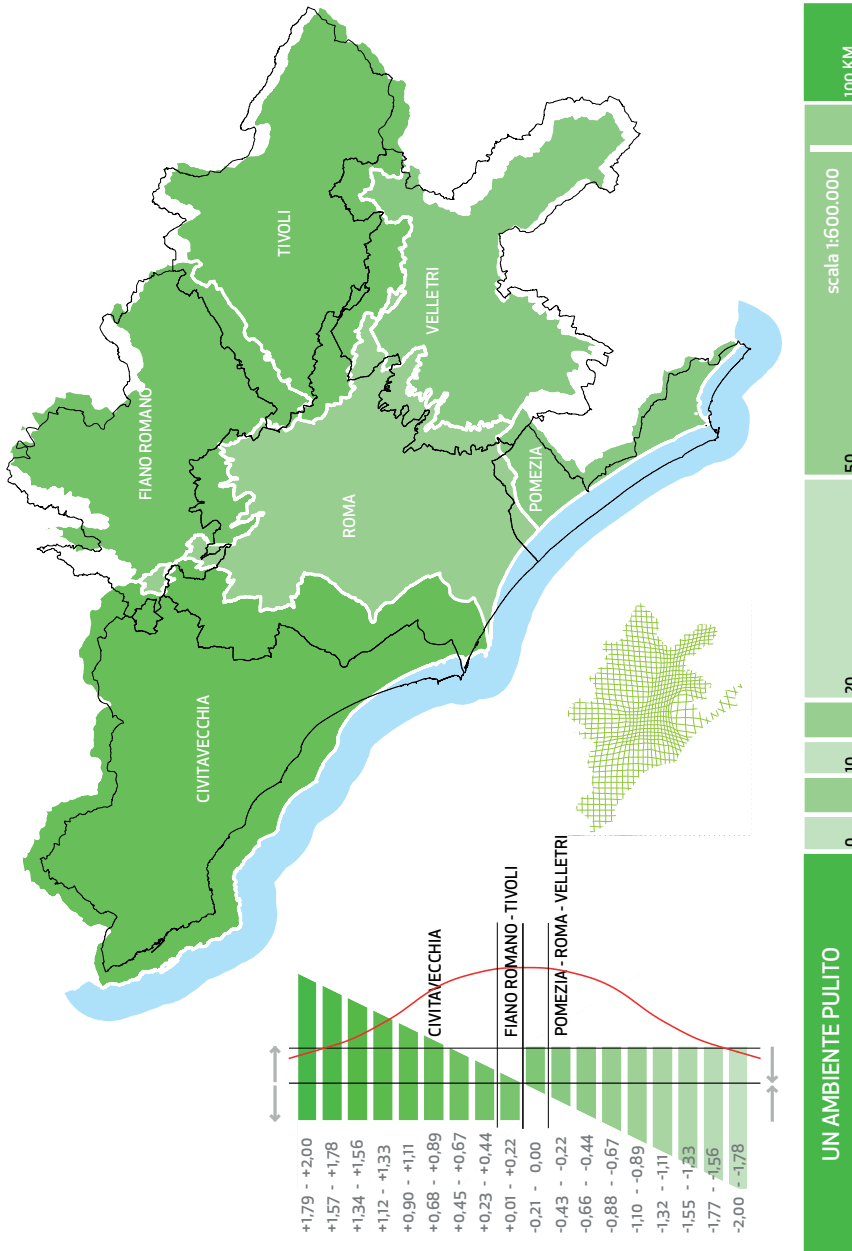 TIVOLI
FIANO ROMANO
VELLETRI
ROMA
POMEZIA
CIVITAVECCHIA
CIVITAVECCHIA
FIANO ROMANO - TIVOLI
POMEZIA - ROMA - VELLETRI
+1,79 - +2,00
+1,57 - +1,78
+1,34 - +1,56
+1,12 - +1,33
+0,90 - +1,11
+0,68 - +0,89
+0,45 - +0,67
+0,23 - +0,44
+0,01 - +0,22
-0,21 - 0,00
-0,43 - -0,22
-0,66 - -0,44
-0,88 - -0,67
-1,10 - -0,89
-1,32 - -1,11
-1,55 - -1,33
-1,77 - -1,56
-2,00 - -1,78
UN AMBIENTE PULITO
0 10 20 50 100 KM
scala 1:600.000